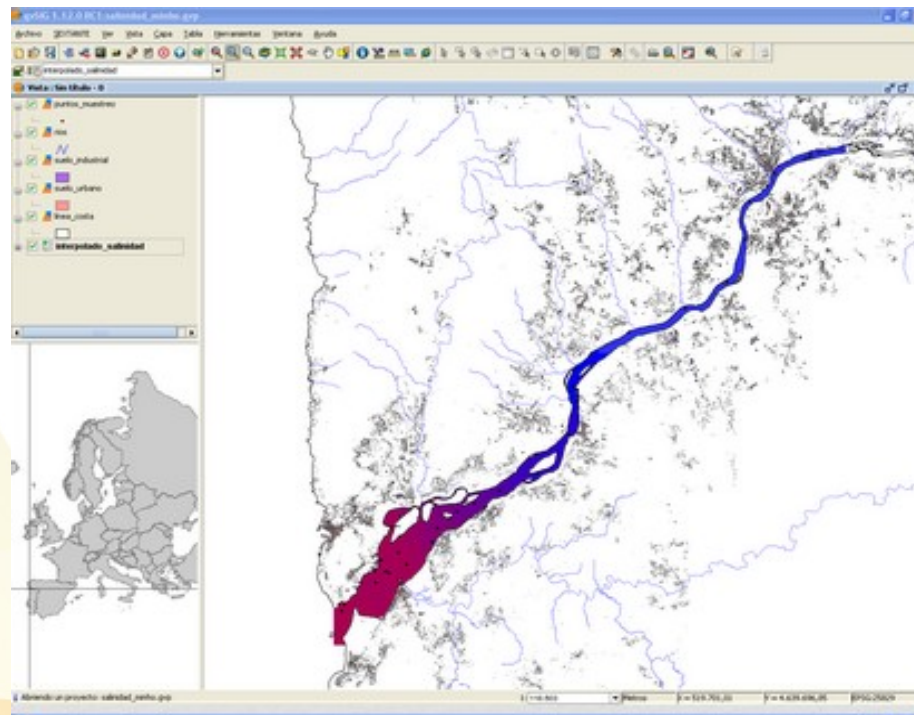 gvSIG 1.12.0 RC1: salinidad_minho.gvp
Archivo SEXTANTE Ver Vista Capa Tabla Herramientas Ventana Ayuda
interpolado_salinidad
Vista : Sin título - 0
puntos_muestreo
rios
suelo_industrial
suelo_urbano
linea_costa
interpolado_salinidad
Abriendo un proyecto: salinidad_minho.gvp
Metros
EPSG:25829